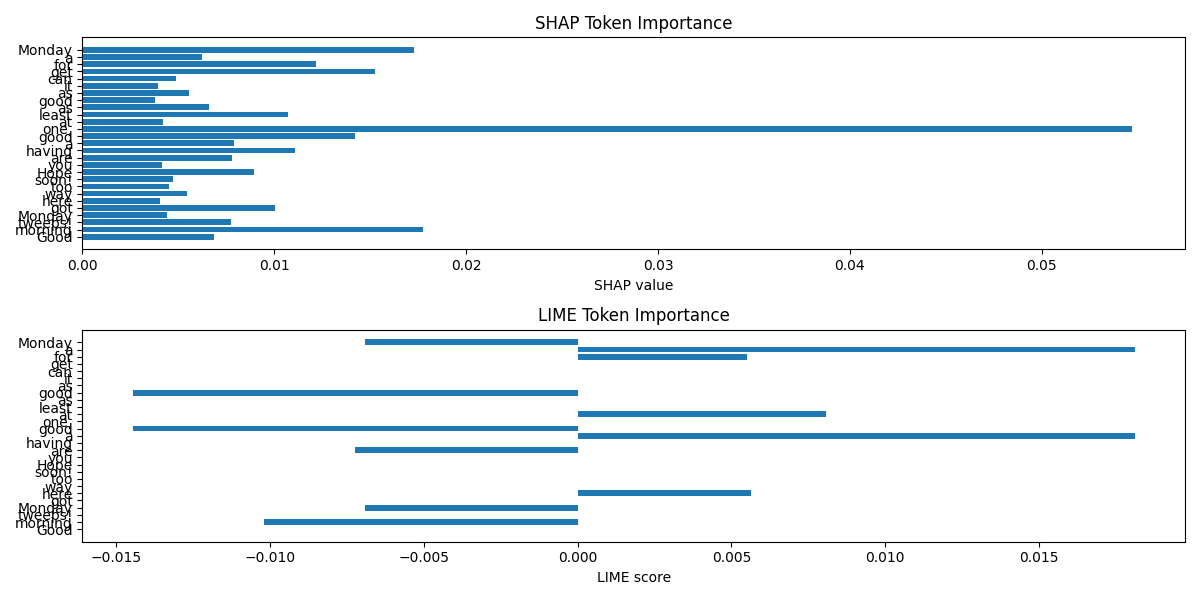 SHAP Token Importance
Monday
a
for
get
can
it
as
good
as
least
at
one,
good
a
having
are
you
Hope
soon!
too
way
here
got
Monday
tweeps!
morning
Good
0.00 0.01 0.02 0.03 0.04 0.05
SHAP value
LIME Token Importance
Monday
a
for
get
can
it
as
good
as
least
at
one,
good
a
having
are
you
Hope
soon!
too
way
here
got
Monday
tweeps!
morning
Good
−0.015 −0.010 −0.005 0.000 0.005 0.010 0.015
LIME score